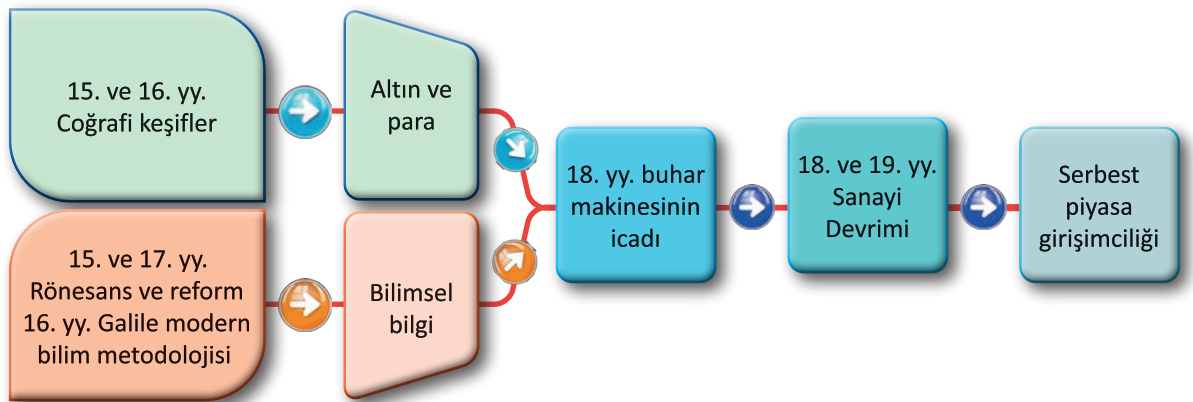 15. ve 16. yy.
Coğrafi keşifler
Altın ve
para
15. ve 17. yy.
Rönesans ve reform
16. yy. Galile modern
bilim metodolojisi
Bilimsel
bilgi
18. yy. buhar
makinesinin
icadı
18. ve 19. yy.
Sanayi
Devrimi
Serbest
piyasa
girişimciliği